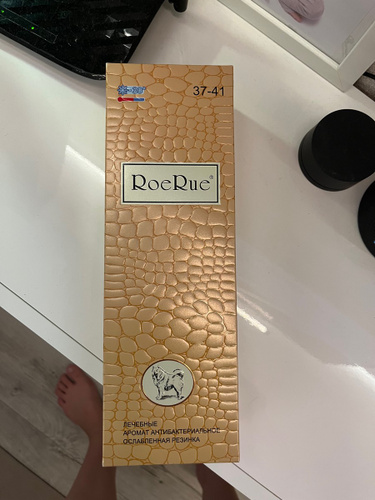 37-41
RoeRue®
ЛЕЧЕБНЫЕ
АРОМАТ АНТИБАКТЕРИАЛЬНОЕ
ОСЛАБЛЕННАЯ РЕЗИНКА